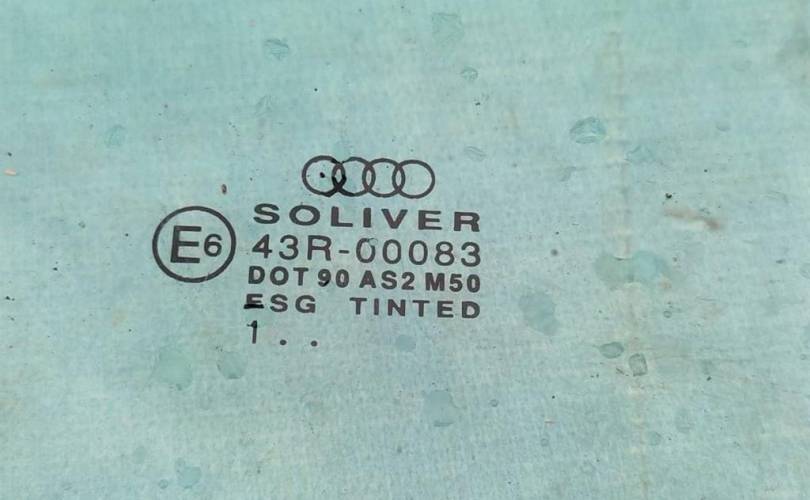 SOLIVER
E6 43R-00083
DOT 90 AS2 M50
ESG TINTED
1 . .